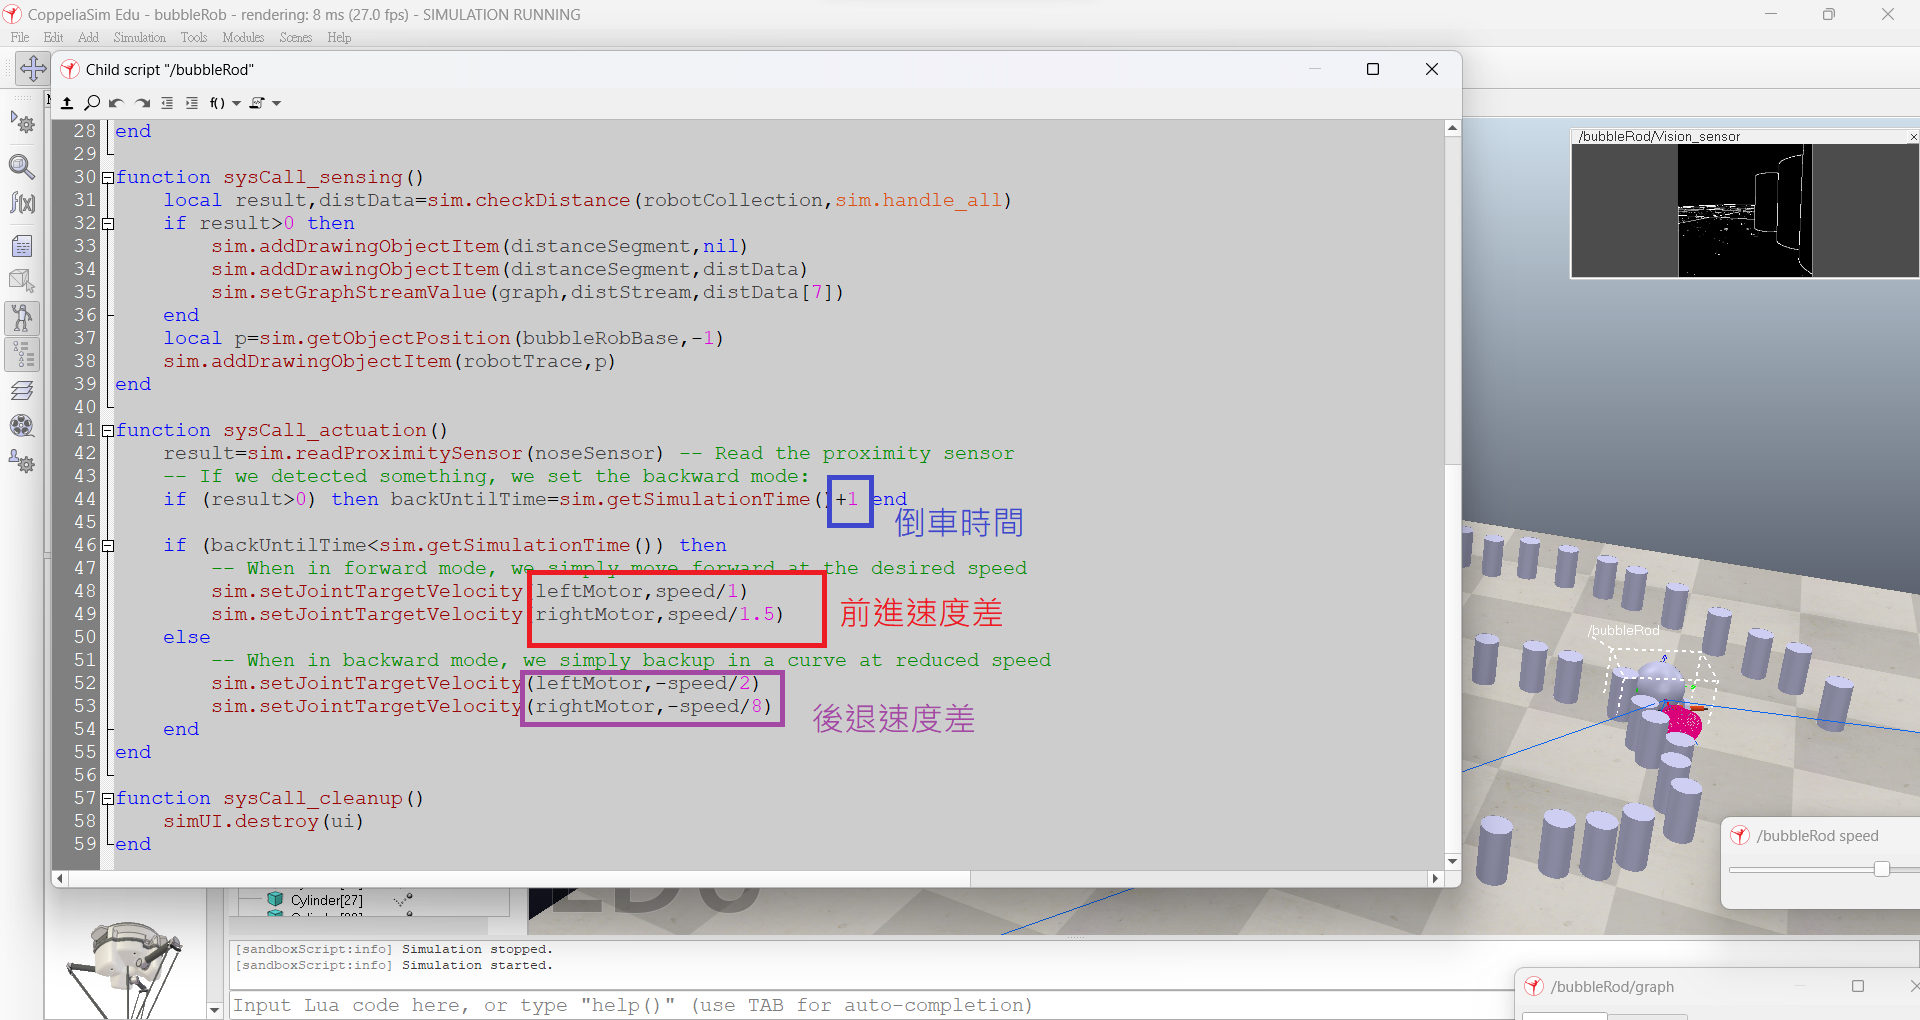 CoppeliaSim Edu - bubbleRob - rendering: 8 ms (27.0 fps) - SIMULATION RUNNING
File Edit Add Simulation Tools Modules Scenes Help
Child script "/bubbleRod"
f()
28 end
29
30 function sysCall_sensing()
31 local result,distData=sim.checkDistance(robotCollection,sim.handle_all)
32 if result>0 then
33 sim.addDrawingObjectItem(distanceSegment,nil)
34 sim.addDrawingObjectItem(distanceSegment,distData)
35 sim.setGraphStreamValue(graph,distStream,distData[7])
36 end
37 local p=sim.getObjectPosition(bubbleRobBase,-1)
38 sim.addDrawingObjectItem(robotTrace,p)
39 end
40
41 function sysCall_actuation()
42 result=sim.readProximitySensor(noseSensor) -- Read the proximity sensor
43 -- If we detected something, we set the backward mode:
44 if (result>0) then backUntilTime=sim.getSimulationTime()+1 end
倒車時間
45
46 if (backUntilTime<sim.getSimulationTime()) then
47 -- When in forward mode, we simply move forward at the desired speed
48 sim.setJointTargetVelocity(leftMotor,speed/1)
49 sim.setJointTargetVelocity(rightMotor,speed/1.5)
前進速度差
50 else
51 -- When in backward mode, we simply backup in a curve at reduced speed
52 sim.setJointTargetVelocity(leftMotor,-speed/2)
53 sim.setJointTargetVelocity(rightMotor,-speed/8)
後退速度差
54 end
55 end
56
57 function sysCall_cleanup()
58 simUI.destroy(ui)
59 end
/bubbleRod/Vision_sensor
/bubbleRod
/bubbleRod speed
f(x)
Cylinder[27]
EDU
[sandboxScript:info] Simulation stopped.
[sandboxScript:info] Simulation started.
Input Lua code here, or type "help()" (use TAB for auto-completion)
/bubbleRod/graph